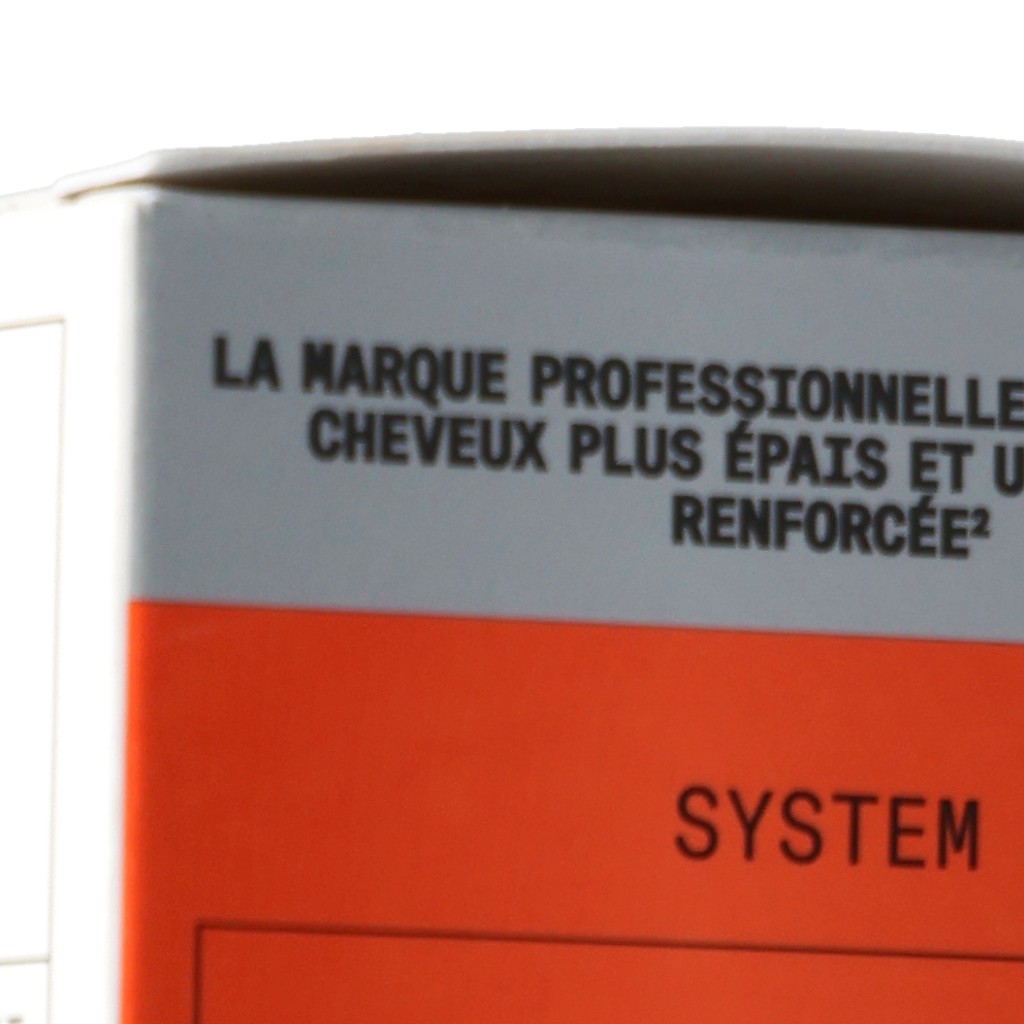 LA MARQUE PROFESSIONNELLE
CHEVEUX PLUS ÉPAIS ET
RENFORCÉE²
SYSTEM